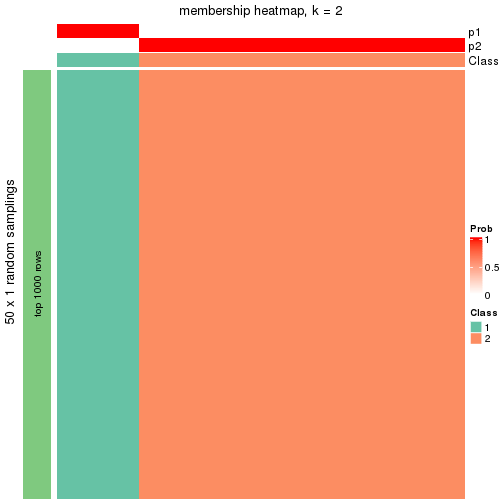 membership heatmap, k = 2
p1
p2
Class
50 x 1 random samplings
top 1000 rows
Prob
1
0.5
0
Class
1
2